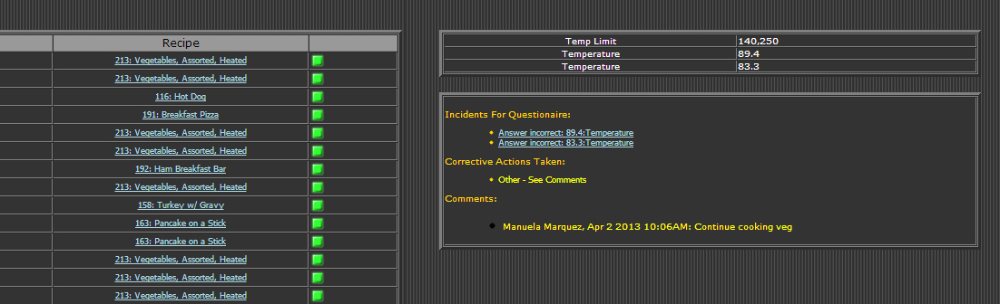 Recipe
213: Vegetables, Assorted, Heated
213: Vegetables, Assorted, Heated
116: Hot Dog
191: Breakfast Pizza
213: Vegetables, Assorted, Heated
213: Vegetables, Assorted, Heated
192: Ham Breakfast Bar
213: Vegetables, Assorted, Heated
158: Turkey w/ Gravy
163: Pancake on a Stick
163: Pancake on a Stick
213: Vegetables, Assorted, Heated
213: Vegetables, Assorted, Heated
213: Vegetables, Assorted, Heated
Temp Limit 140,250
Temperature 89.4
Temperature 83.3
Incidents For Questionaire:
Answer incorrect: 89.4:Temperature
Answer incorrect: 83.3:Temperature
Corrective Actions Taken:
Other - See Comments
Comments:
Manuela Marquez, Apr 2 2013 10:06AM: Continue cooking veg